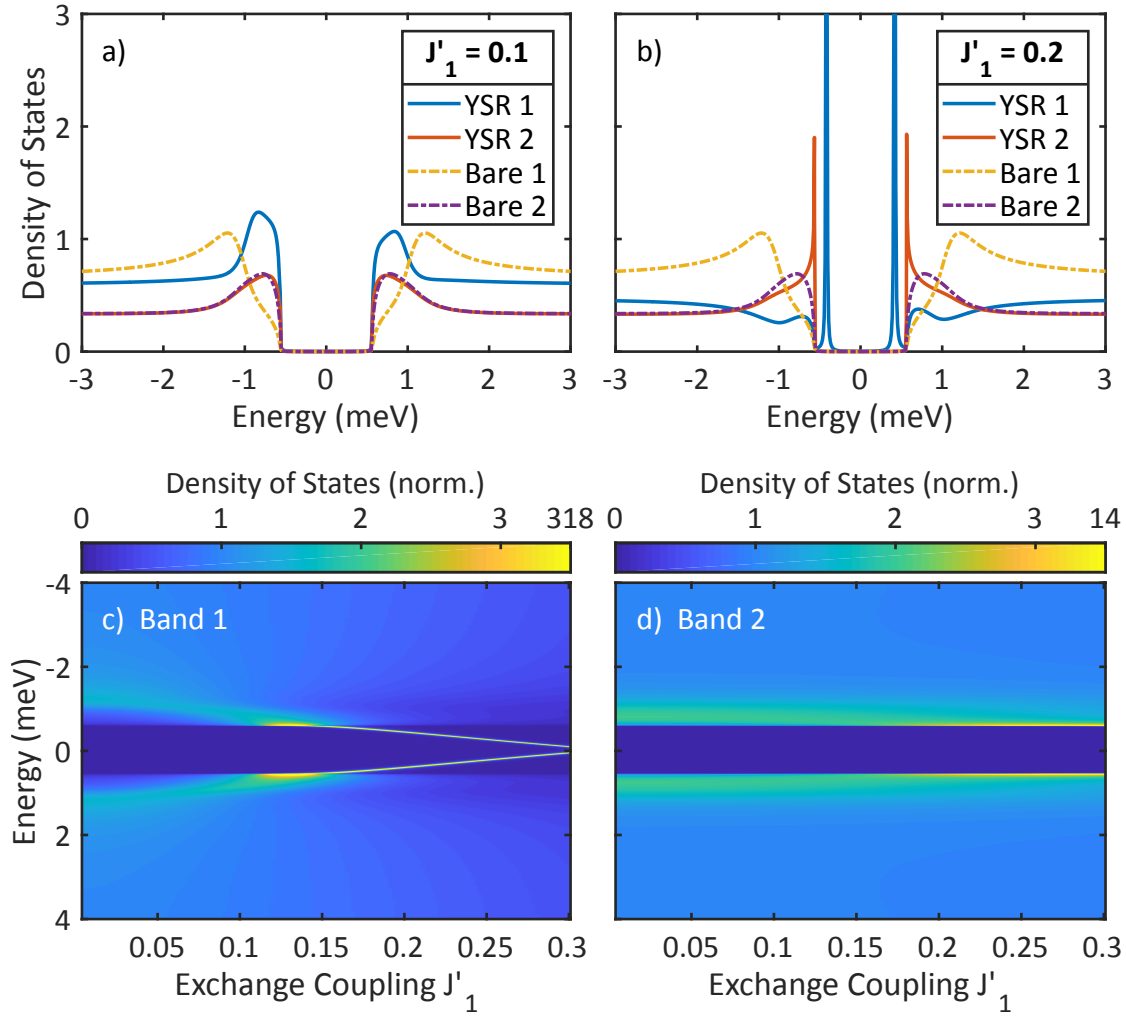 a)
J'1 = 0.1
YSR 1
YSR 2
Bare 1
Bare 2
Density of States
0
1
2
3
-3 -2 -1 0 1 2 3
Energy (meV)
b)
J'1 = 0.2
YSR 1
YSR 2
Bare 1
Bare 2
-3 -2 -1 0 1 2 3
Energy (meV)
Density of States (norm.)
0 1 2 3 318
c) Band 1
Energy (meV)
-4
-2
0
2
4
0.05 0.1 0.15 0.2 0.25 0.3
Exchange Coupling J'1
Density of States (norm.)
0 1 2 3 14
d) Band 2
0.05 0.1 0.15 0.2 0.25 0.3
Exchange Coupling J'1